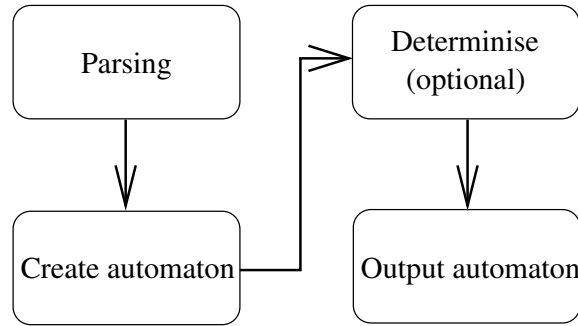 Parsing
Create automaton
Determinise
(optional)
Output automaton